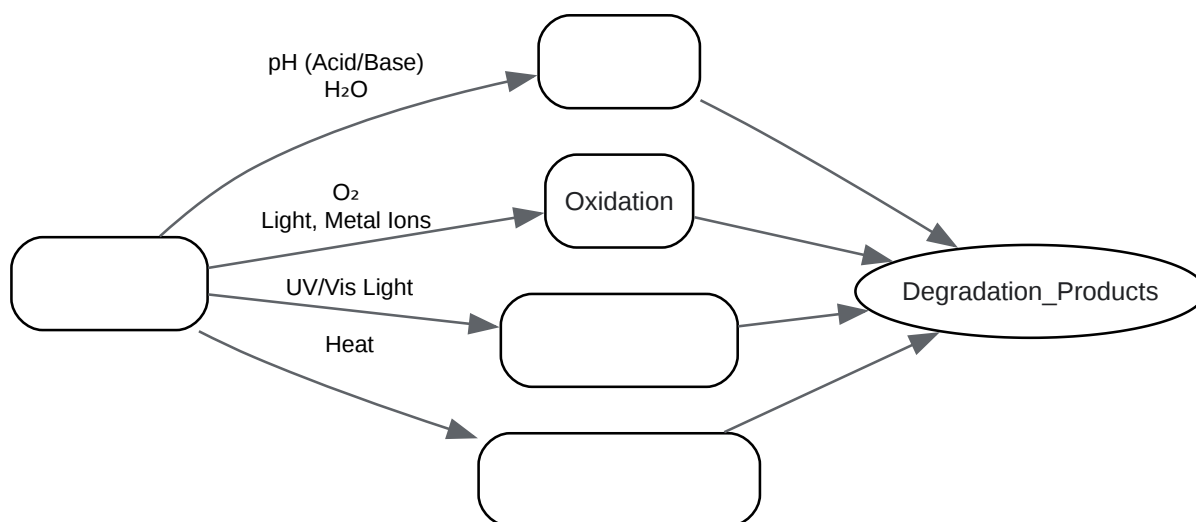 pH (Acid/Base)
H₂O
O₂
Light, Metal Ions
Oxidation
UV/Vis Light
Degradation_Products
Heat